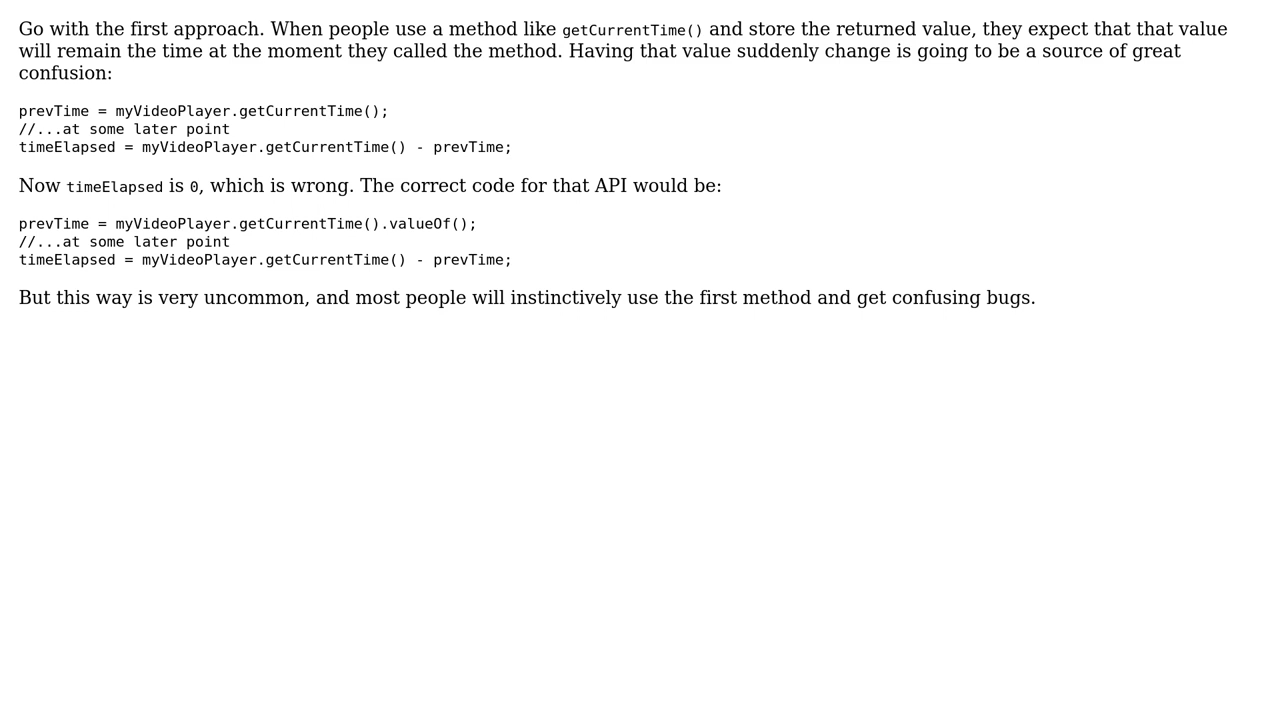 Go with the first approach. When people use a method like getCurrentTime() and store the returned value, they expect that that value
will remain the time at the moment they called the method. Having that value suddenly change is going to be a source of great
confusion:
prevTime = myVideoPlayer.getCurrentTime();
//...at some later point
timeElapsed = myVideoPlayer.getCurrentTime() - prevTime;
Now timeElapsed is 0, which is wrong. The correct code for that API would be:
prevTime = myVideoPlayer.getCurrentTime().valueOf();
//...at some later point
timeElapsed = myVideoPlayer.getCurrentTime() - prevTime;
But this way is very uncommon, and most people will instinctively use the first method and get confusing bugs.